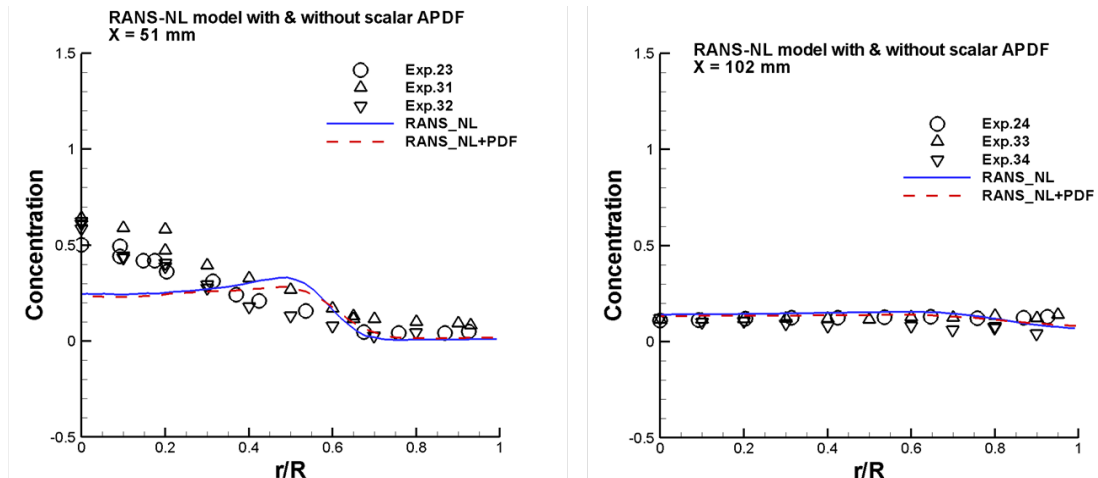 RANS-NL model with & without scalar APDF
X = 51 mm
1.5
1
0.5
0
-0.5
Concentration
Exp.23
Exp.31
Exp.32
RANS_NL
RANS_NL+PDF
0 0.2 0.4 0.6 0.8 1
r/R
RANS-NL model with & without scalar APDF
X = 102 mm
1.5
1
0.5
0
-0.5
Concentration
Exp.24
Exp.33
Exp.34
RANS_NL
RANS_NL+PDF
0 0.2 0.4 0.6 0.8 1
r/R